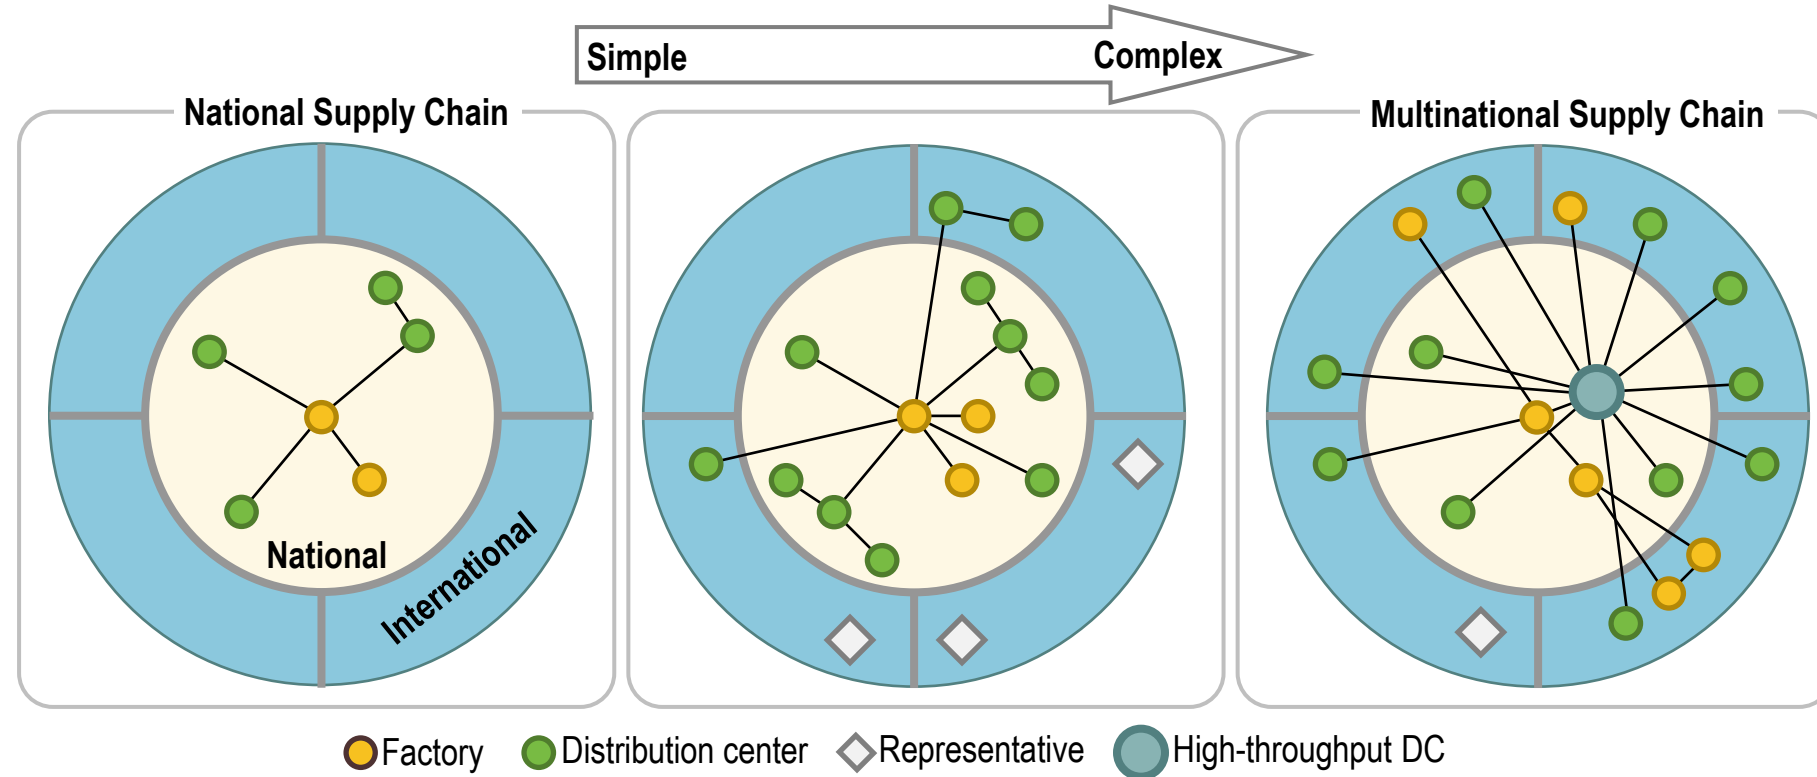 Simple
Complex
National Supply Chain
Multinational Supply Chain
National
International
Factory
Distribution center
Representative
High-throughput DC